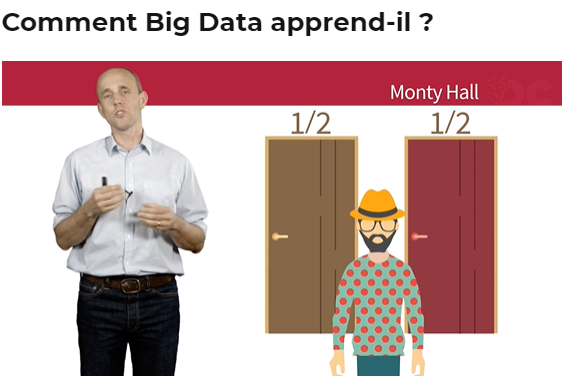 Comment Big Data apprend-il ?
Monty Hall
1/2 1/2